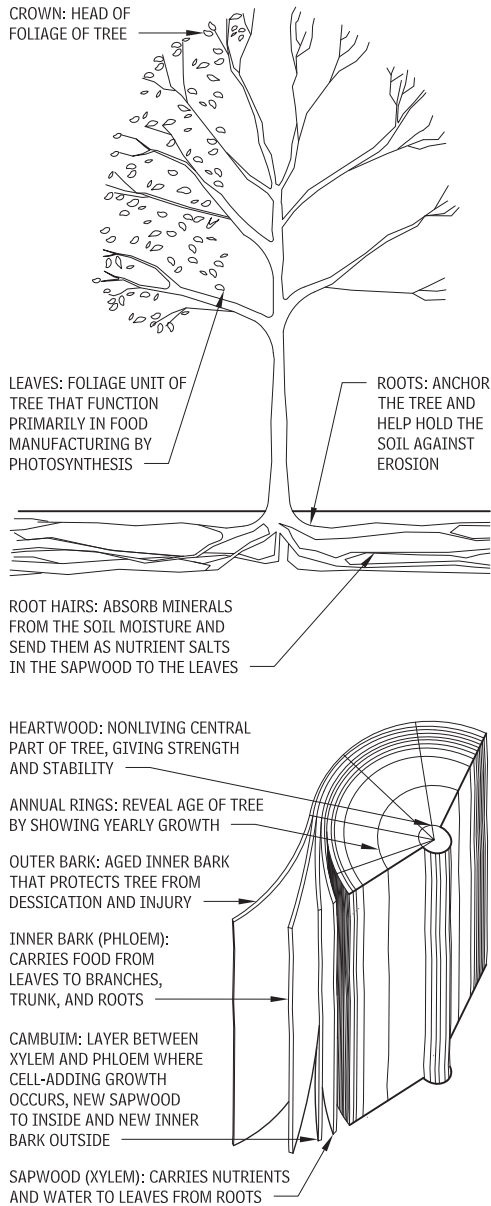 CROWN: HEAD OF
FOLIAGE OF TREE
LEAVES: FOLIAGE UNIT OF
TREE THAT FUNCTION
PRIMARILY IN FOOD
MANUFACTURING BY
PHOTOSYNTHESIS
ROOTS: ANCHOR
THE TREE AND
HELP HOLD THE
SOIL AGAINST
EROSION
ROOT HAIRS: ABSORB MINERALS
FROM THE SOIL MOISTURE AND
SEND THEM AS NUTRIENT SALTS
IN THE SAPWOOD TO THE LEAVES
HEARTWOOD: NONLIVING CENTRAL
PART OF TREE, GIVING STRENGTH
AND STABILITY
ANNUAL RINGS: REVEAL AGE OF TREE
BY SHOWING YEARLY GROWTH
OUTER BARK: AGED INNER BARK
THAT PROTECTS TREE FROM
DESSICATION AND INJURY
INNER BARK (PHLOEM):
CARRIES FOOD FROM
LEAVES TO BRANCHES,
TRUNK, AND ROOTS
CAMBUIM: LAYER BETWEEN
XYLEM AND PHLOEM WHERE
CELL-ADDING GROWTH
OCCURS, NEW SAPWOOD
TO INSIDE AND NEW INNER
BARK OUTSIDE
SAPWOOD (XYLEM): CARRIES NUTRIENTS
AND WATER TO LEAVES FROM ROOTS